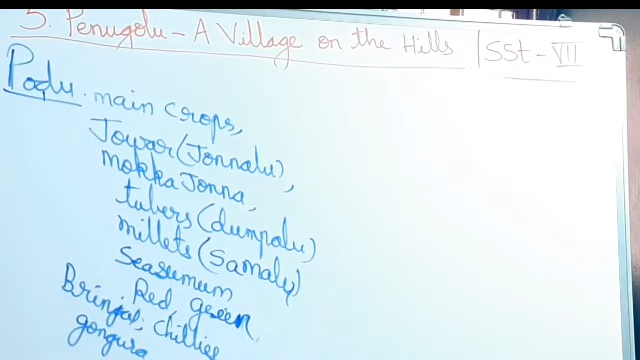 5. Penugolu - A Village on the Hills | SSt - VII
Podu. main crops,
Jowar (Jonnalu),
mokka Jonna,
tubers (dumpalu)
millets (Samalu)
Seasumum
Red, green,
Brinjal, Chillies
gongura